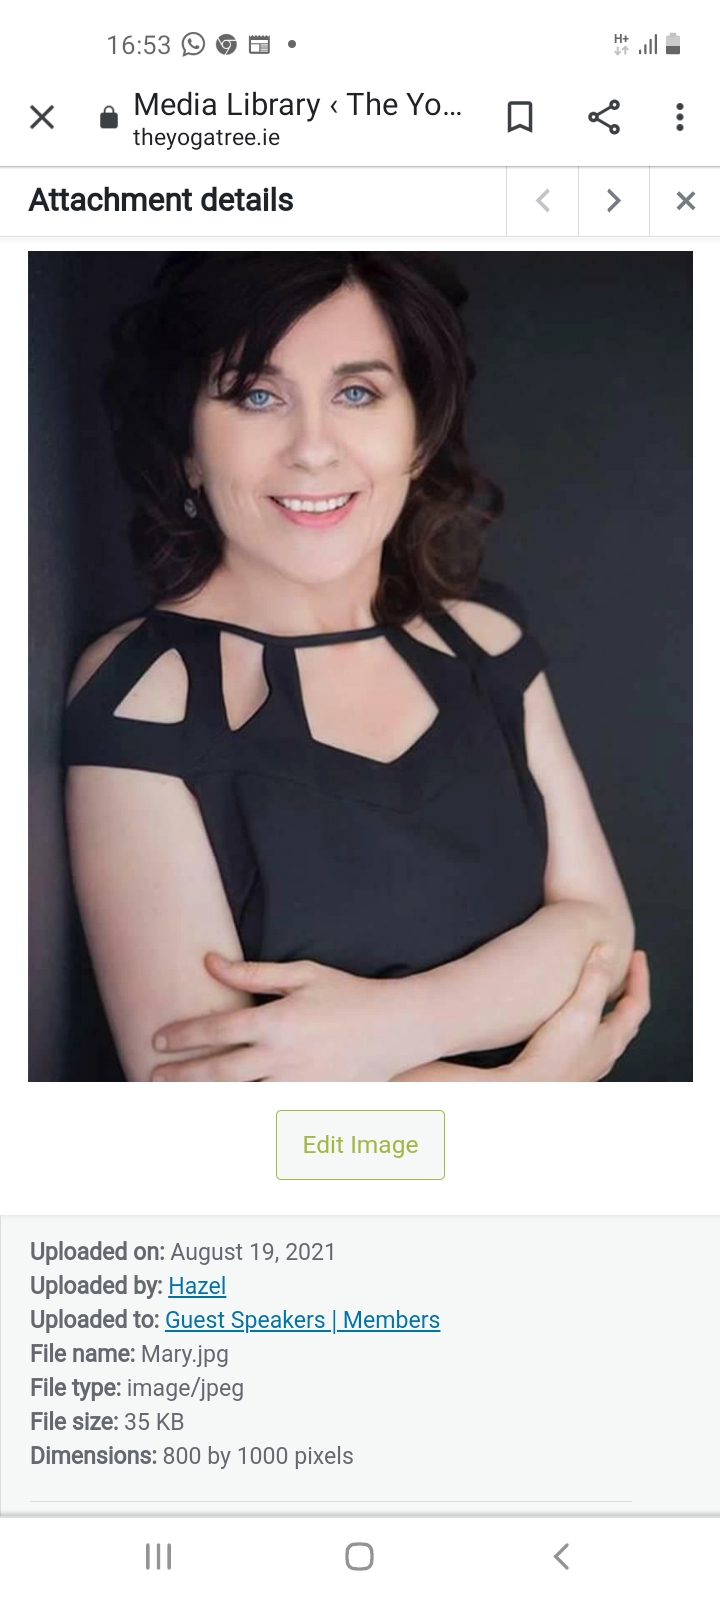 16:53
H+
Media Library ‹ The Yo...
theyogatree.ie
Attachment details
Edit Image
Uploaded on: August 19, 2021
Uploaded by: Hazel
Uploaded to: Guest Speakers | Members
File name: Mary.jpg
File type: image/jpeg
File size: 35 KB
Dimensions: 800 by 1000 pixels